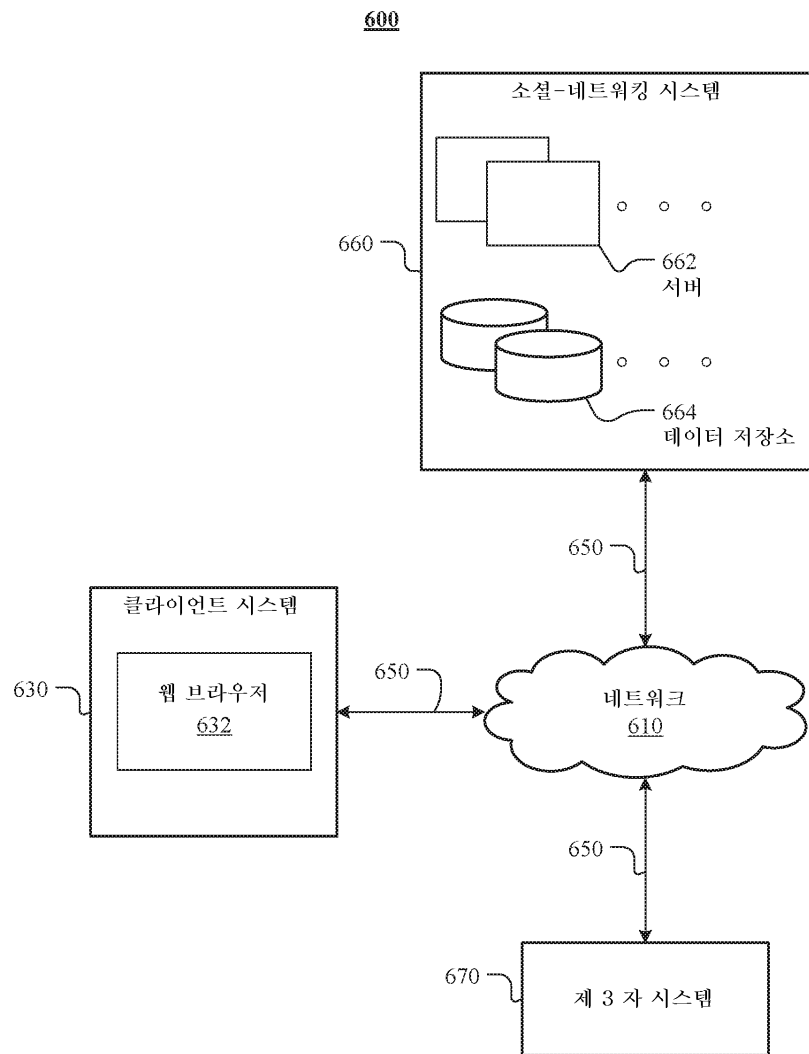 600
소셜-네트워킹 시스템
660
662
서버
664
데이터 저장소
650
클라이언트 시스템
630
웹 브라우저
632
650
네트워크
610
650
670
제 3 자 시스템